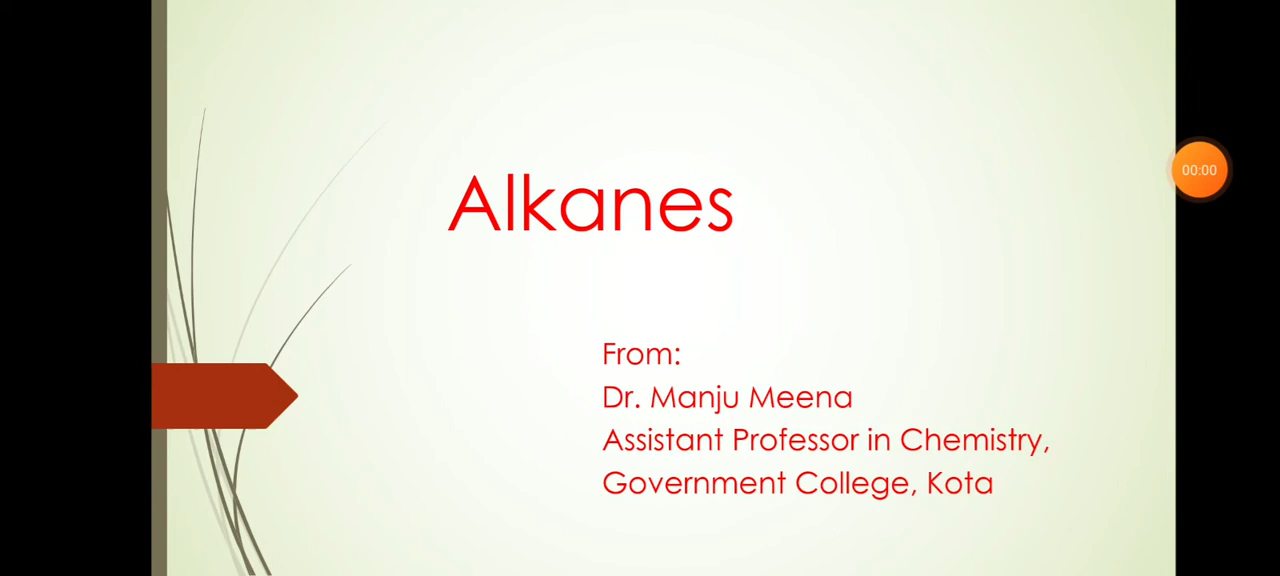 Alkanes
00:00
From:
Dr. Manju Meena
Assistant Professor in Chemistry,
Government College, Kota